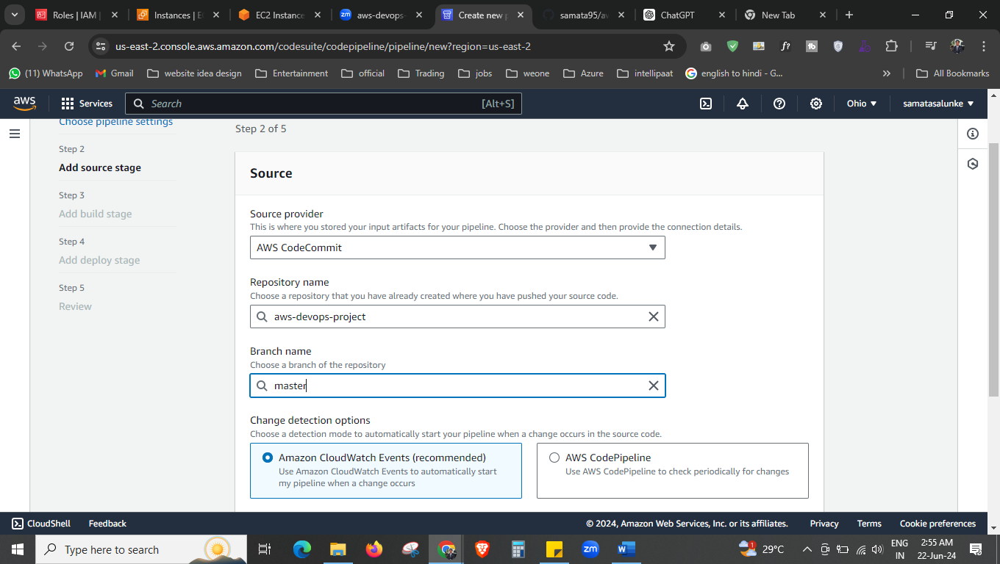 Roles | IAM |
Instances | E
EC2 Instance
aws-devops-
Create new p
samata95/aw
ChatGPT
New Tab
us-east-2.console.aws.amazon.com/codesuite/codepipeline/pipeline/new?region=us-east-2
(11) WhatsApp
Gmail
website idea design
Entertainment
official
Trading
jobs
weone
Azure
intellipaat
english to hindi - G...
All Bookmarks
aws
Services
Search
[Alt+S]
Ohio
samatasalunke
Choose pipeline settings
Step 2
Add source stage
Step 3
Add build stage
Step 4
Add deploy stage
Step 5
Review
Step 2 of 5
Source
Source provider
This is where you stored your input artifacts for your pipeline. Choose the provider and then provide the connection details.
AWS CodeCommit
Repository name
Choose a repository that you have already created where you have pushed your source code.
aws-devops-project
Branch name
Choose a branch of the repository
master
Change detection options
Choose a detection mode to automatically start your pipeline when a change occurs in the source code.
Amazon CloudWatch Events (recommended)
Use Amazon CloudWatch Events to automatically start
my pipeline when a change occurs
AWS CodePipeline
Use AWS CodePipeline to check periodically for changes
CloudShell
Feedback
© 2024, Amazon Web Services, Inc. or its affiliates.
Privacy
Terms
Cookie preferences
Type here to search
29°C
ENG
IN
2:55 AM
22-Jun-24